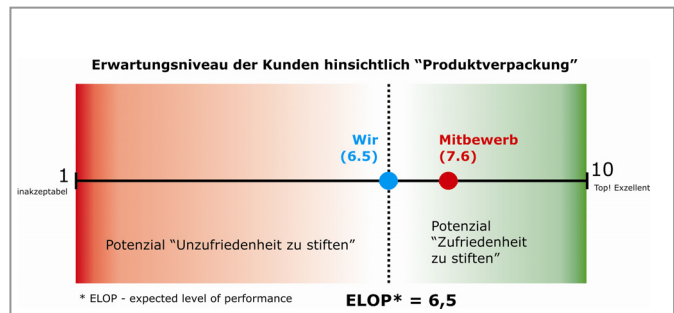 Erwartungsniveau der Kunden hinsichtlich “Produktverpackung”
Wir
(6.5)
Mitbewerb
(7.6)
1
inakzeptabel
10
Top! Exzellent
Potenzial “Unzufriedenheit zu stiften”
Potenzial
“Zufriedenheit
zu stiften”
* ELOP - expected level of performance
ELOP* = 6,5